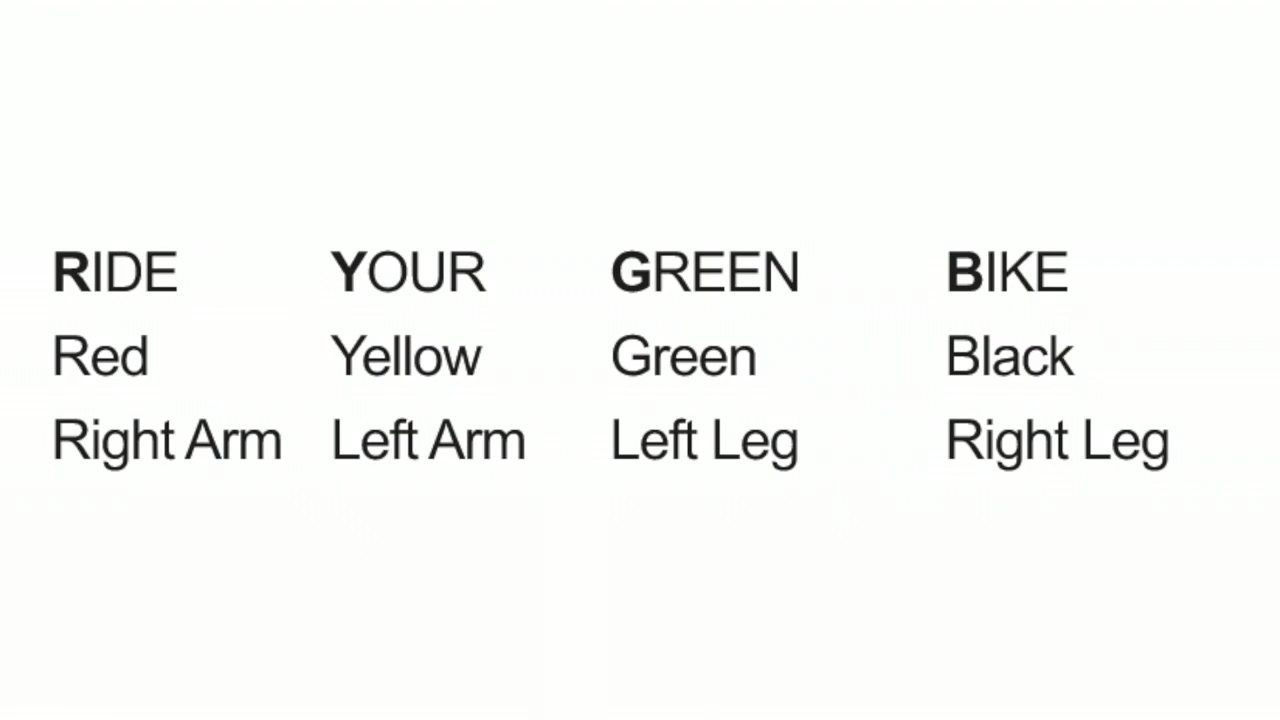 RIDE YOUR GREEN BIKE
Red Yellow Green Black
Right Arm Left Arm Left Leg Right Leg